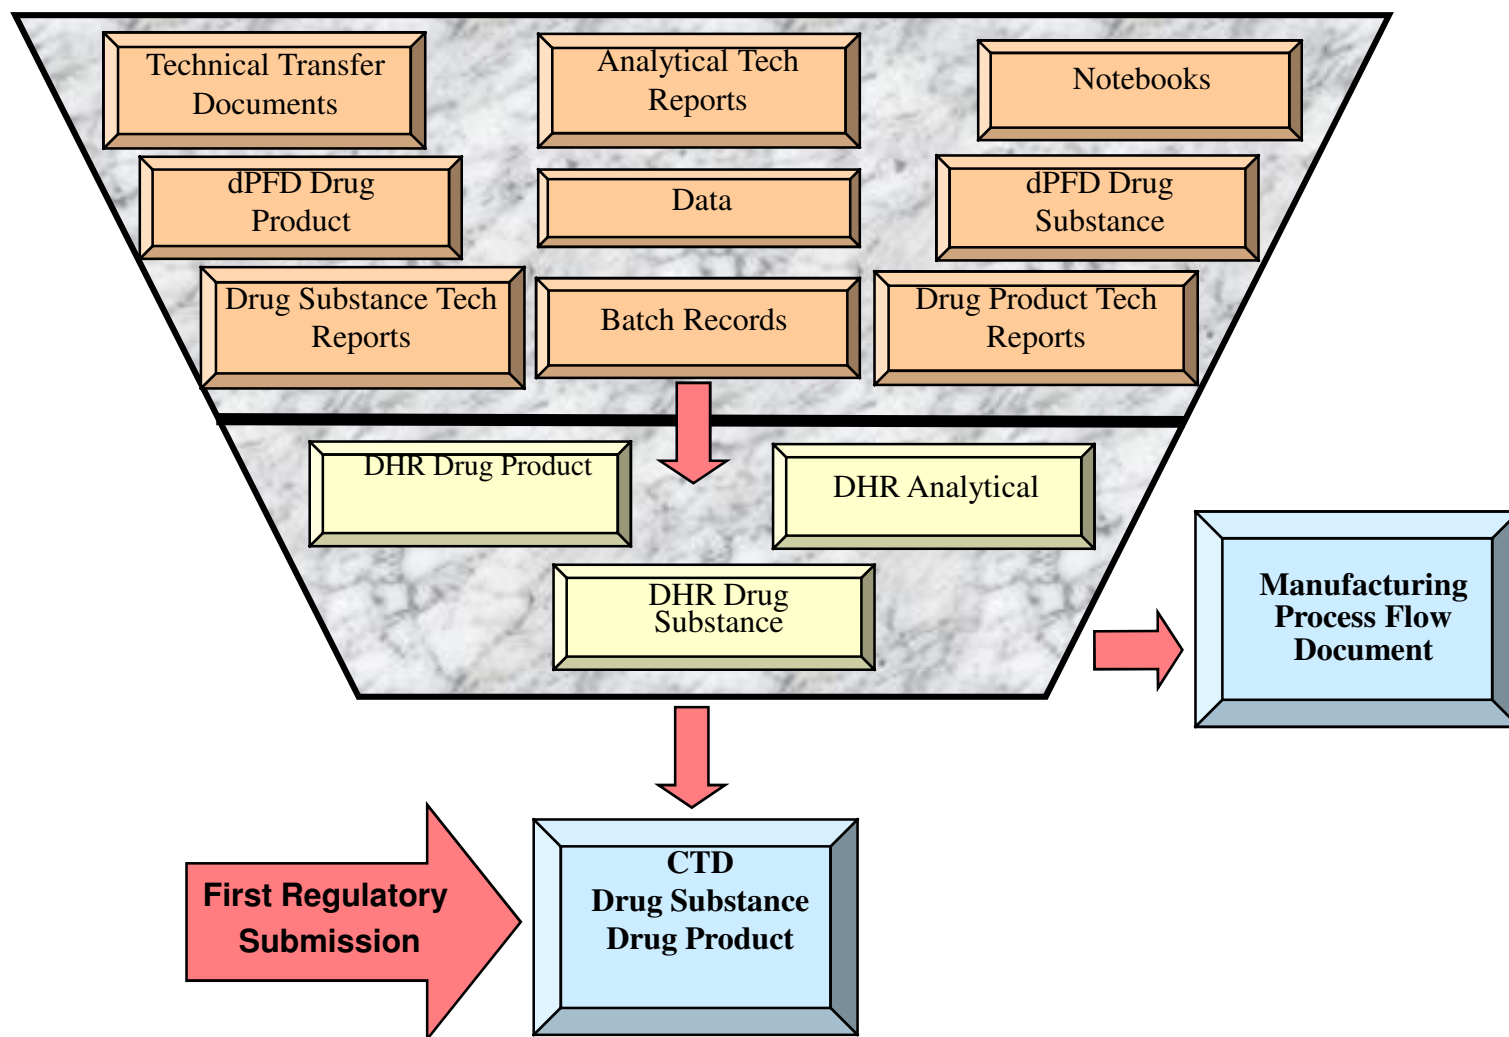 Technical Transfer
Documents
Analytical Tech
Reports
Notebooks
dPFD Drug
Product
Data
dPFD Drug
Substance
Drug Substance Tech
Reports
Batch Records
Drug Product Tech
Reports
DHR Drug Product
DHR Analytical
DHR Drug
Substance
Manufacturing
Process Flow
Document
First Regulatory
Submission
CTD
Drug Substance
Drug Product